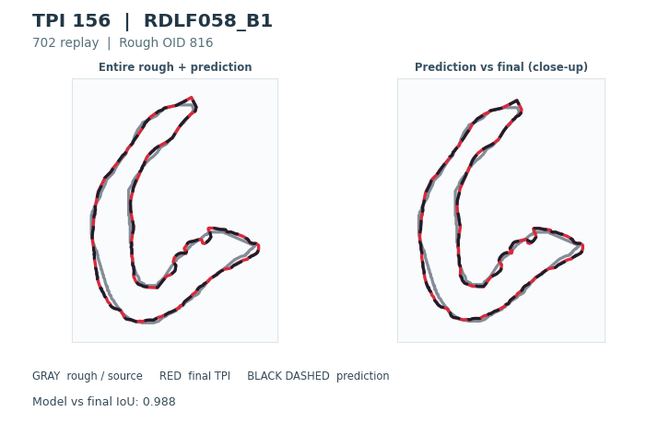 TPI 156 | RDLF058_B1
702 replay | Rough OID 816
Entire rough + prediction
Prediction vs final (close-up)
GRAY rough / source RED final TPI BLACK DASHED prediction
Model vs final IoU: 0.988